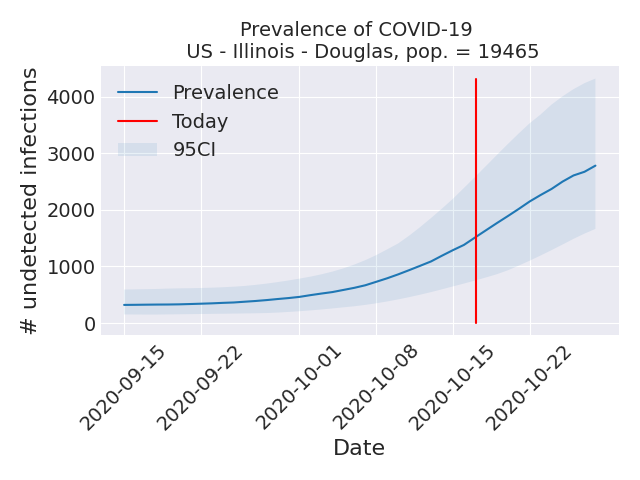 Prevalence of COVID-19
US - Illinois - Douglas, pop. = 19465
# undetected infections
4000
3000
2000
1000
0
Prevalence
Today
95CI
2020-09-15
2020-09-22
2020-10-01
2020-10-08
2020-10-15
2020-10-22
Date